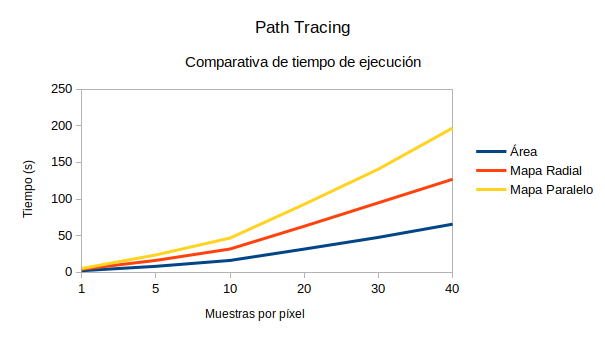 Path Tracing
Comparativa de tiempo de ejecución
250
200
150
100
50
0
Tiempo (s)
1 5 10 20 30 40
Muestras por píxel
Área
Mapa Radial
Mapa Paralelo